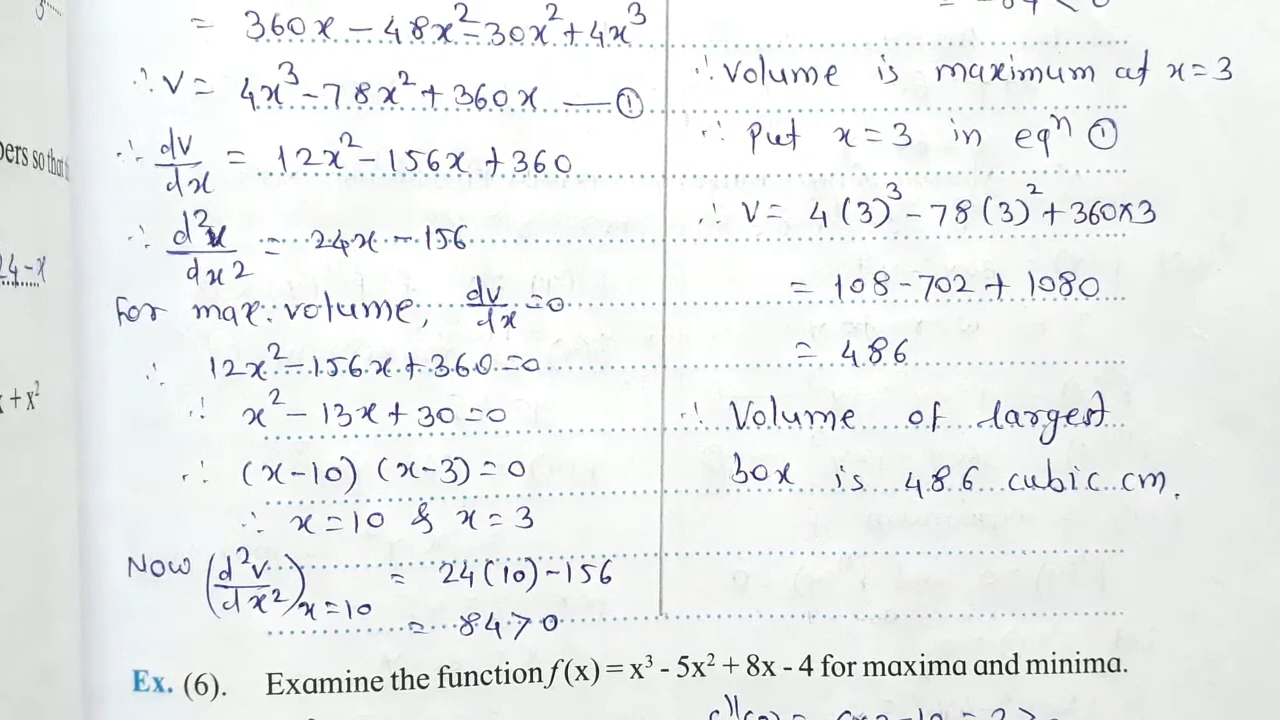 = 360x - 48x² - 30x² + 4x³
∴ V = 4x³ - 78x² + 360x — ①
∴ dv/dx = 12x² - 156x + 360
∴ d²v/dx² = 24x - 156
For max. volume, dv/dx = 0
∴ 12x² - 156x + 360 = 0
∴ x² - 13x + 30 = 0
∴ (x-10) (x-3) = 0
∴ x = 10 & x = 3
Now (d²v/dx²)x=10 = 24(10) - 156
= 84 > 0
∴ Volume is maximum at x = 3
∴ put x = 3 in eqⁿ ①
∴ V = 4(3)³ - 78(3)² + 360×3
= 108 - 702 + 1080
= 486
∴ Volume of largest
box is 486 cubic cm.
Ex. (6). Examine the function f(x) = x³ - 5x² + 8x - 4 for maxima and minima.
so that
24-x
+ x²